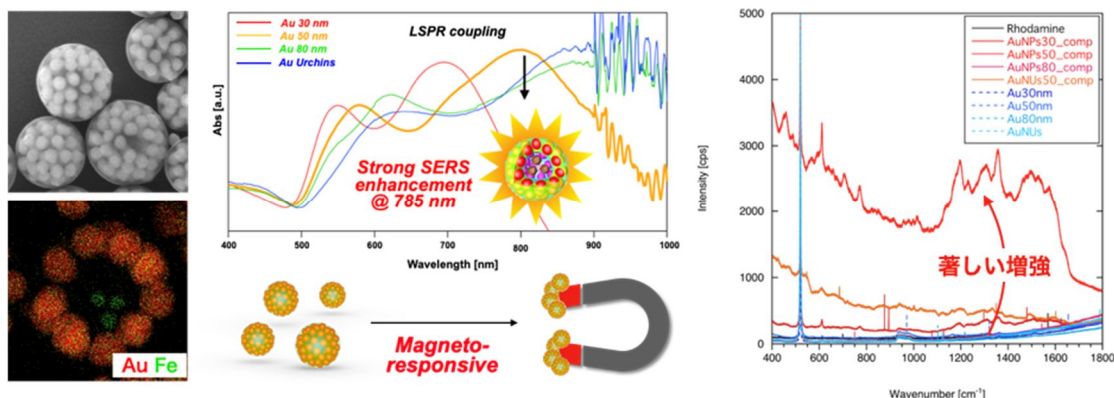 Au Fe
Au 30 nm
Au 50 nm
Au 80 nm
Au Urchins
LSPR coupling
Abs [a.u.]
Strong SERS
enhancement
@ 785 nm
400 500 600 700 800 900 1000
Wavelength [nm]
Magneto-
responsive
Rhodamine
AuNPs30_comp
AuNPs50_comp
AuNPs80_comp
AuNUs50_comp
Au30nm
Au50nm
Au80nm
AuNUs
5000
4000
3000
2000
1000
0
Intensity [cps]
著しい増強
400 600 800 1000 1200 1400 1600 1800
Wavenumber [cm⁻¹]